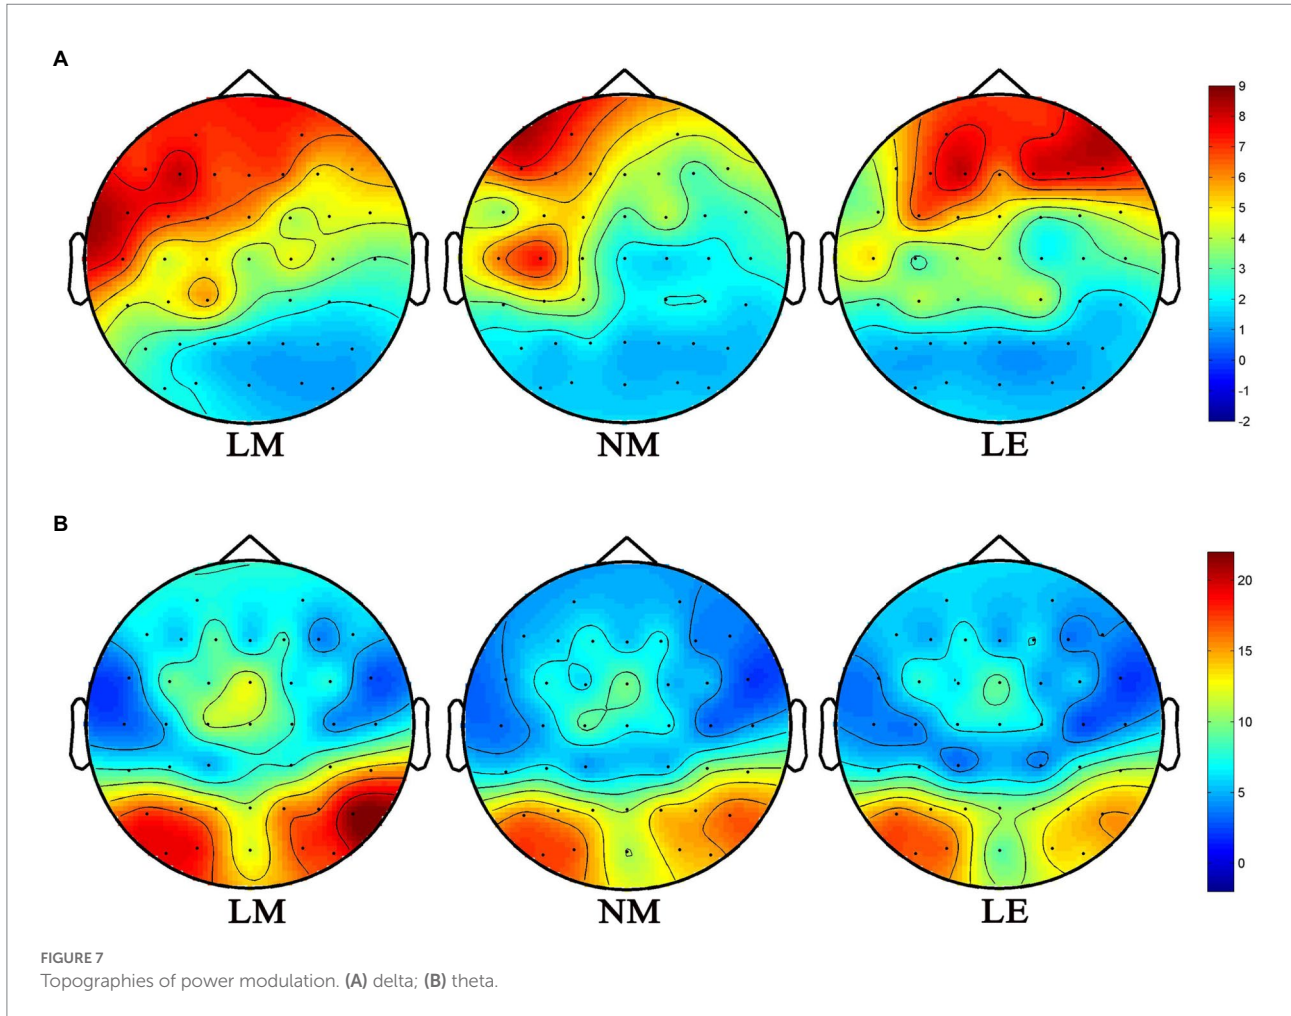 A
9
8
7
6
5
4
3
2
1
0
-1
-2
LM NM LE
B
20
15
10
5
0
LM NM LE
FIGURE 7
Topographies of power modulation. (A) delta; (B) theta.